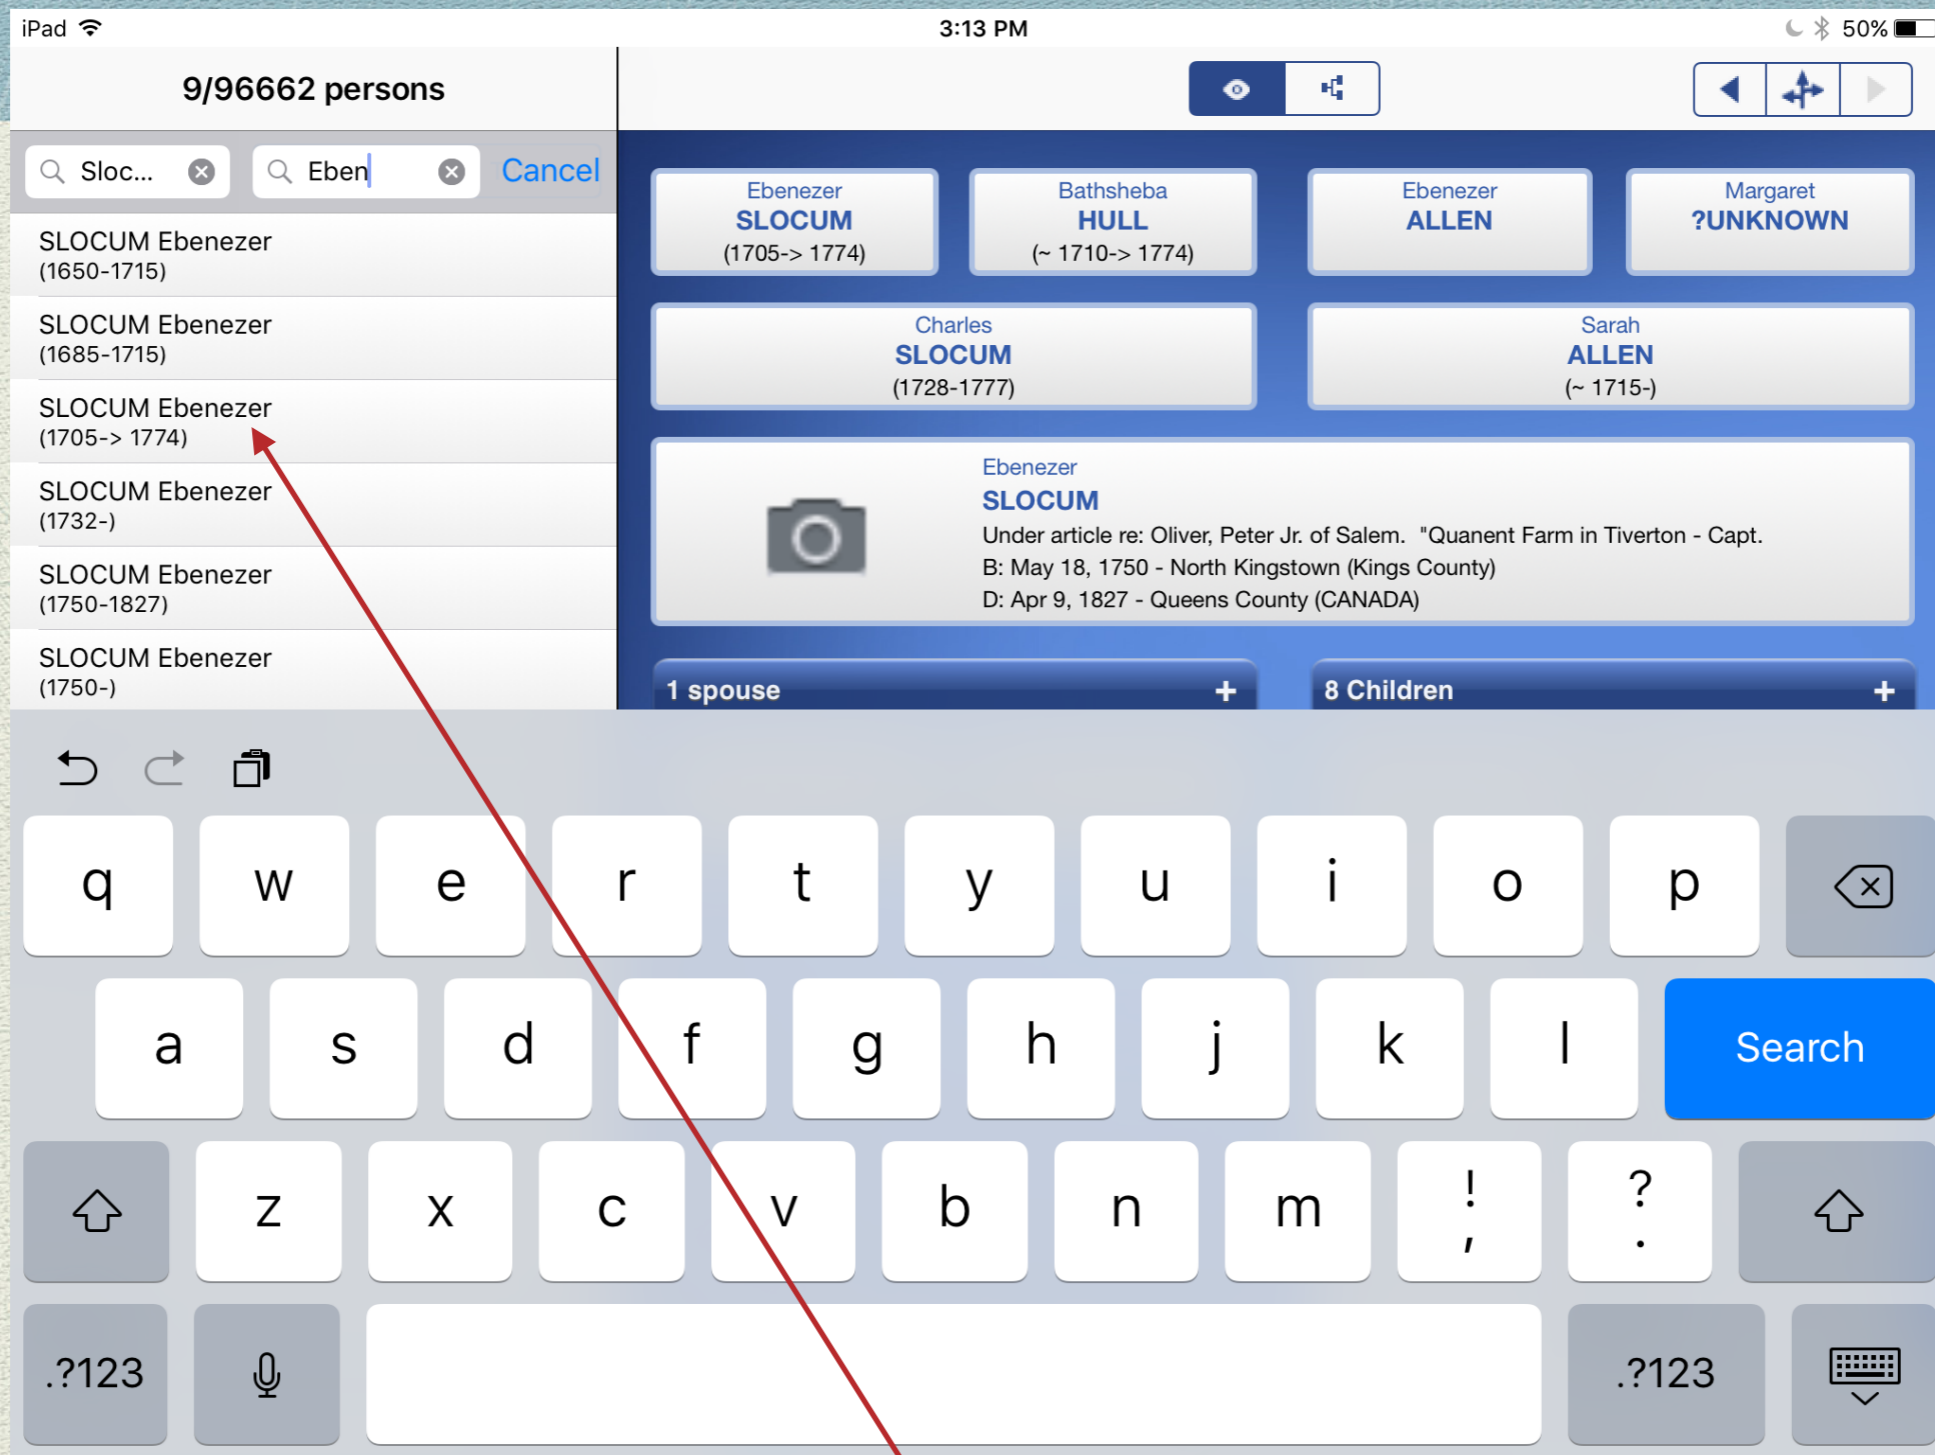 iPad
3:13 PM
50%
9/96662 persons
Sloc...
Eben
Cancel
SLOCUM Ebenezer
(1650-1715)
SLOCUM Ebenezer
(1685-1715)
SLOCUM Ebenezer
(1705-> 1774)
SLOCUM Ebenezer
(1732-)
SLOCUM Ebenezer
(1750-1827)
SLOCUM Ebenezer
(1750-)
Ebenezer
SLOCUM
(1705-> 1774)
Bathsheba
HULL
(~ 1710-> 1774)
Ebenezer
ALLEN
Margaret
?UNKNOWN
Charles
SLOCUM
(1728-1777)
Sarah
ALLEN
(~ 1715-)
Ebenezer
SLOCUM
Under article re: Oliver, Peter Jr. of Salem.  "Quanent Farm in Tiverton - Capt.
B: May 18, 1750 - North Kingstown (Kings County)
D: Apr 9, 1827 - Queens County (CANADA)
1 spouse +
8 Children +
q w e r t y u i o p
a s d f g h j k l Search
z x c v b n m ! ?
, .
.?123 .?123